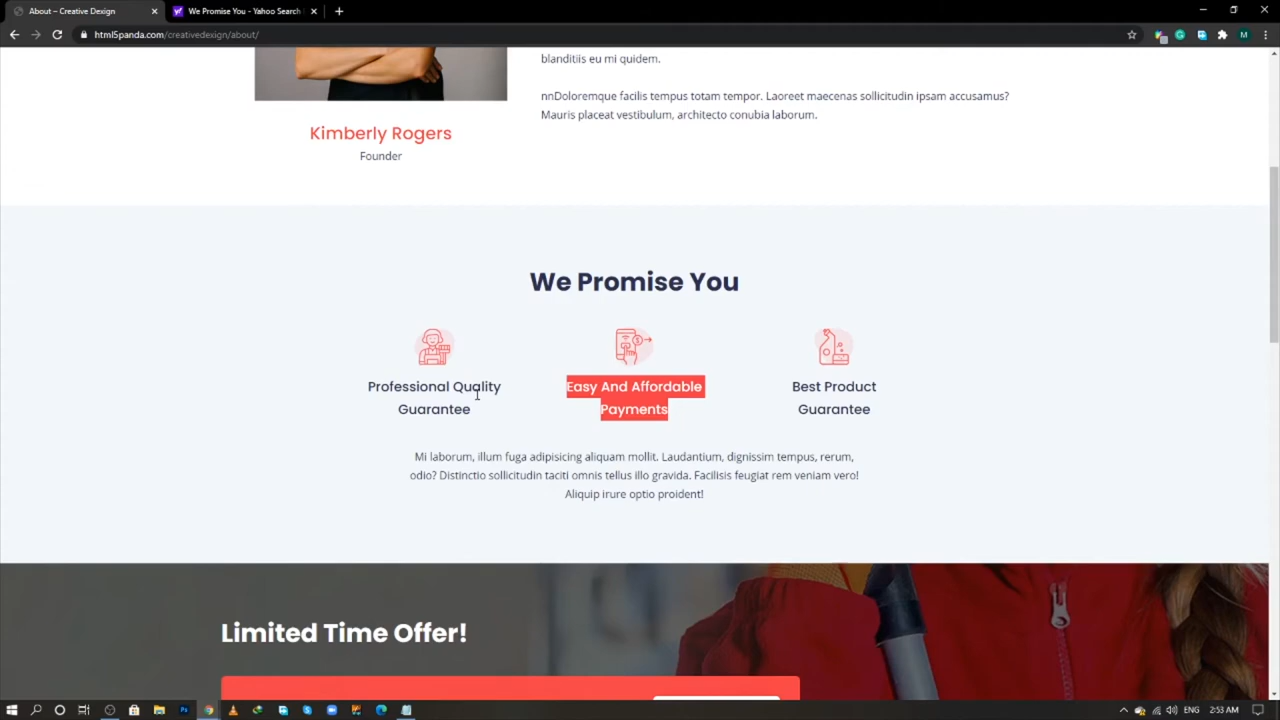 About – Creative Design
We Promise You - Yahoo Search
html5panda.com/creativedesign/about/
M
blanditiis eu mi quidem.
nnDoloremque facilis tempus totam tempor. Laoreet maecenas sollicitudin ipsam accusamus?
Mauris placeat vestibulum, architecto conubia laborum.
Kimberly Rogers
Founder
We Promise You
Professional Quality
Guarantee
Easy And Affordable
Payments
Best Product
Guarantee
Mi laborum, illum fuga adipisicing aliquam mollit. Laudantium, dignissim tempus, rerum,
odio? Distinctio sollicitudin taciti omnis tellus illo gravida. Facilisis feugiat rem veniam vero!
Aliquip irure optio proident!
Limited Time Offer!
ENG
2:53 AM